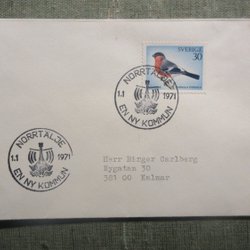 SVERIGE
30
NORRTÄLJE
1.1 1971
EN NY KOMMUN
NORRTÄLJE
1.1 1971
EN NY KOMMUN
Herr Birger Carlberg
Nygatan 30
381 00 Kalmar